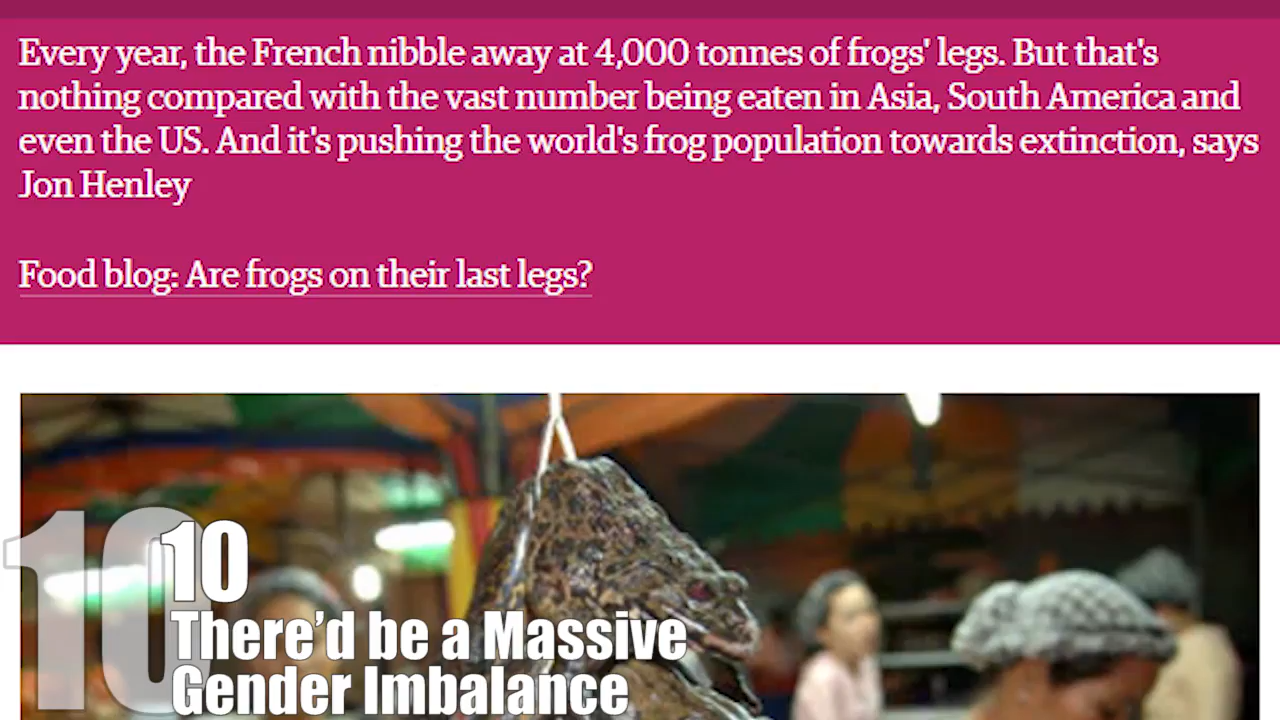 Every year, the French nibble away at 4,000 tonnes of frogs' legs. But that's
nothing compared with the vast number being eaten in Asia, South America and
even the US. And it's pushing the world's frog population towards extinction, says
Jon Henley
Food blog: Are frogs on their last legs?
10
10
There'd be a Massive
Gender Imbalance